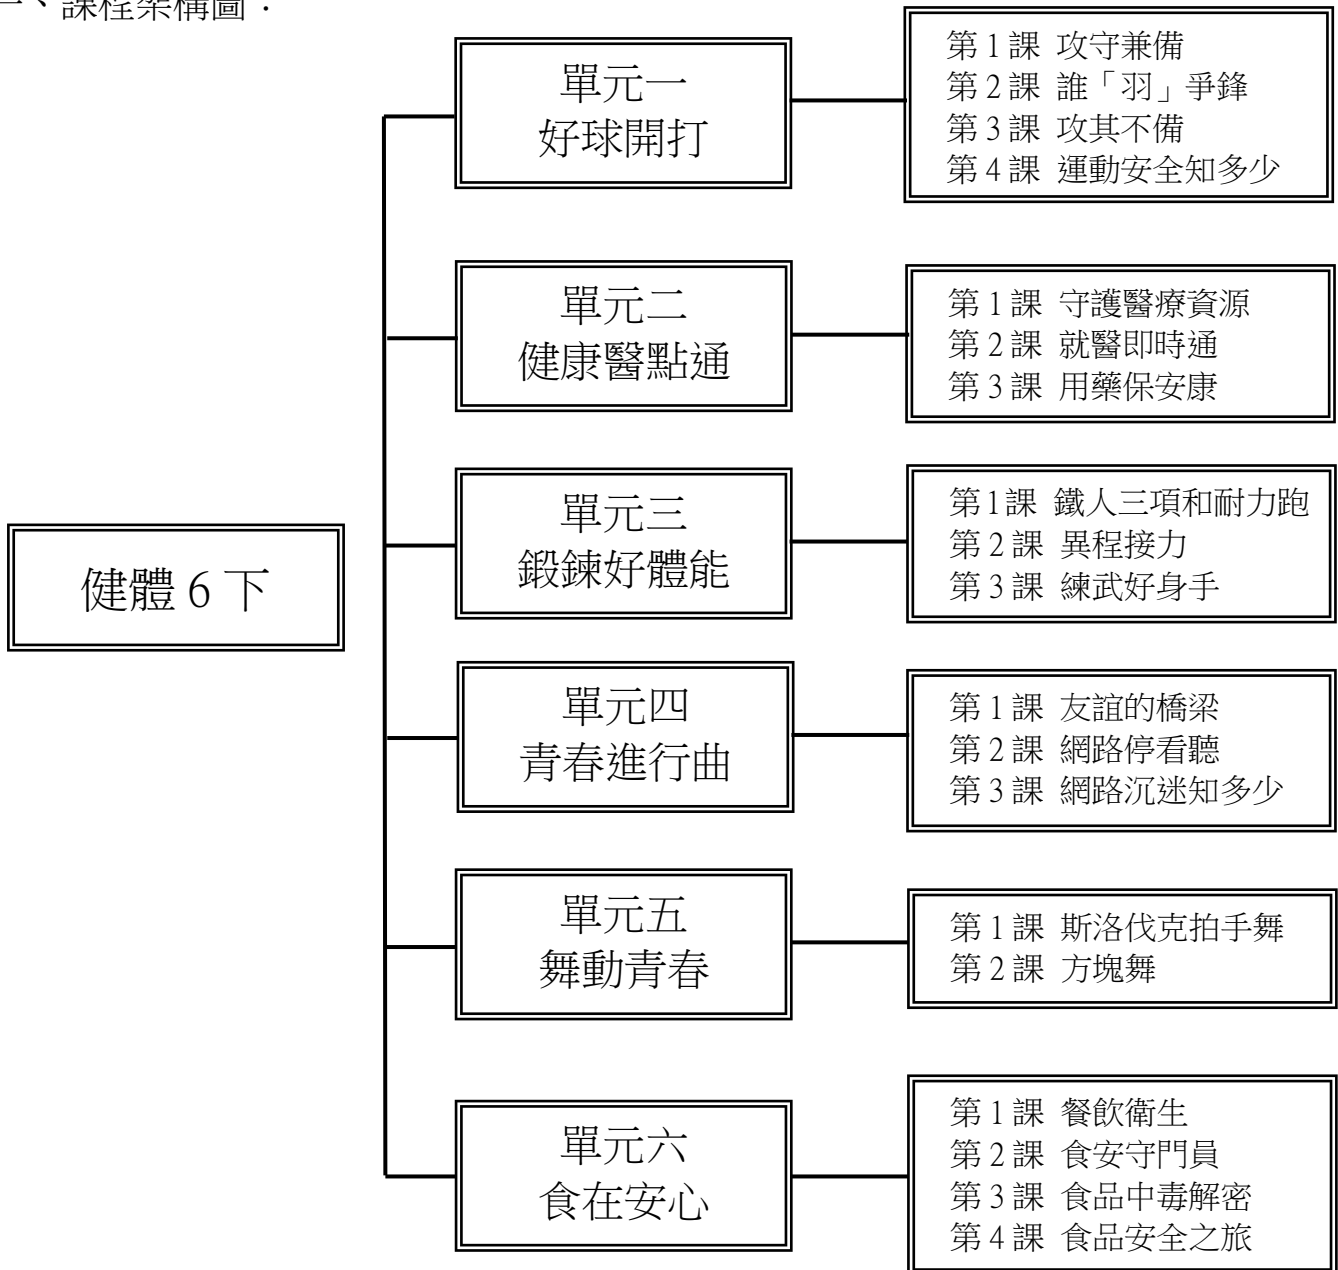 、課程架構圖：
單元一
好球開打
第1課 攻守兼備
第2課 誰「羽」爭鋒
第3課 攻其不備
第4課 運動安全知多少
單元二
健康醫點通
第1課 守護醫療資源
第2課 就醫即時通
第3課 用藥保安康
健體6下
單元三
鍛鍊好體能
第1課 鐵人三項和耐力跑
第2課 異程接力
第3課 練武好身手
單元四
青春進行曲
第1課 友誼的橋梁
第2課 網路停看聽
第3課 網路沉迷知多少
單元五
舞動青春
第1課 斯洛伐克拍手舞
第2課 方塊舞
單元六
食在安心
第1課 餐飲衛生
第2課 食安守門員
第3課 食品中毒解密
第4課 食品安全之旅